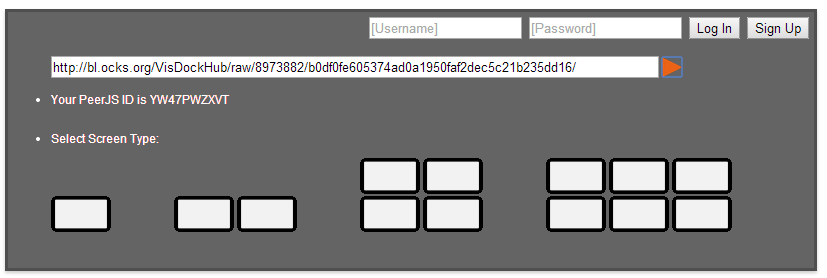 [Username] [Password] Log In Sign Up
http://bl.ocks.org/VisDockHub/raw/8973882/b0df0fe605374ad0a1950faf2dec5c21b235dd16/
• Your PeerJS ID is YW47PWZXVT
• Select Screen Type: